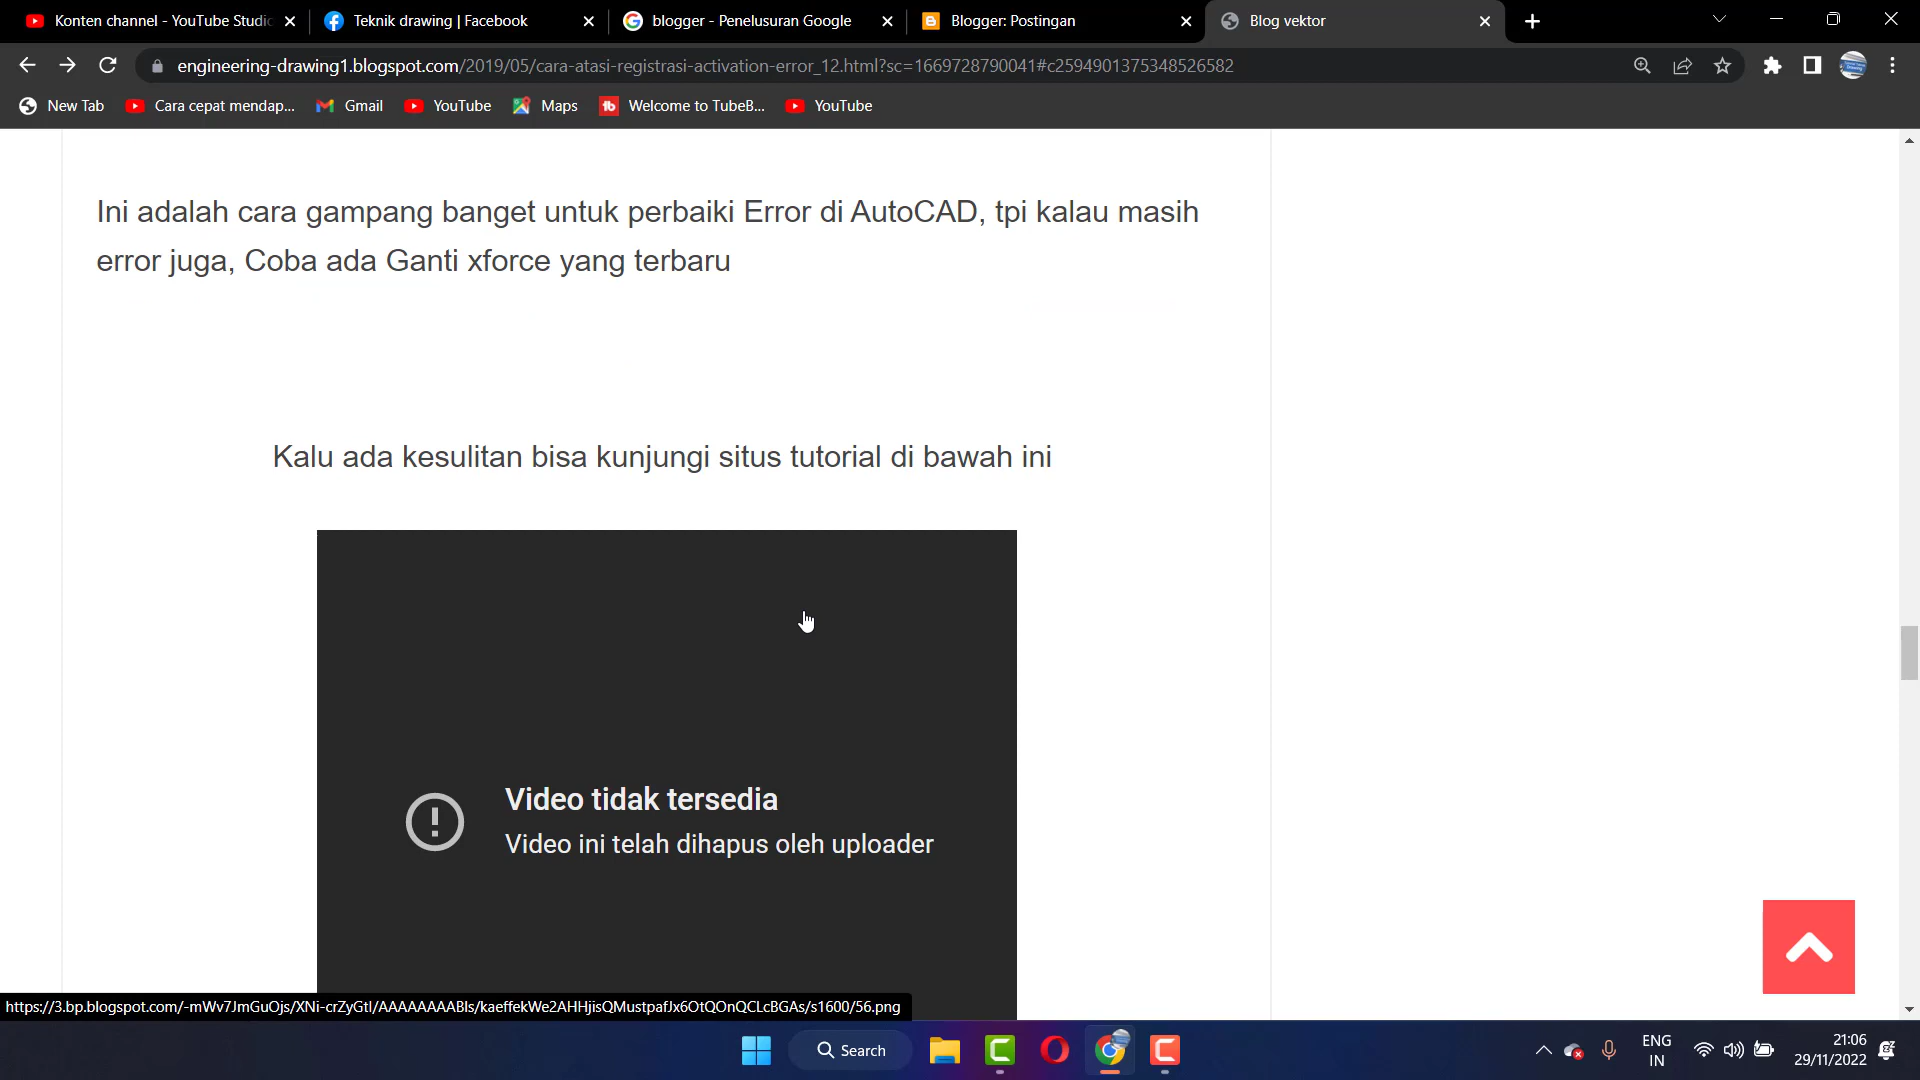 Konten channel - YouTube Studio
Teknik drawing | Facebook
blogger - Penelusuran Google
Blogger: Postingan
Blog vektor
engineering-drawing1.blogspot.com/2019/05/cara-atasi-registrasi-activation-error_12.html?sc=1669728790041#c2594901375348526582
New Tab
Cara cepat mendap...
Gmail
YouTube
Maps
Welcome to TubeB...
YouTube
Ini adalah cara gampang banget untuk perbaiki Error di AutoCAD, tpi kalau masih
error juga, Coba ada Ganti xforce yang terbaru
Kalu ada kesulitan bisa kunjungi situs tutorial di bawah ini
Video tidak tersedia
Video ini telah dihapus oleh uploader
https://3.bp.blogspot.com/-mWv7JmGuOjs/XNi-crZyGtI/AAAAAAAABls/kaeffekWe2AHHjisQMustpafJx6OtQOnQCLcBGAs/s1600/56.png
Search
ENG
IN
21:06
29/11/2022